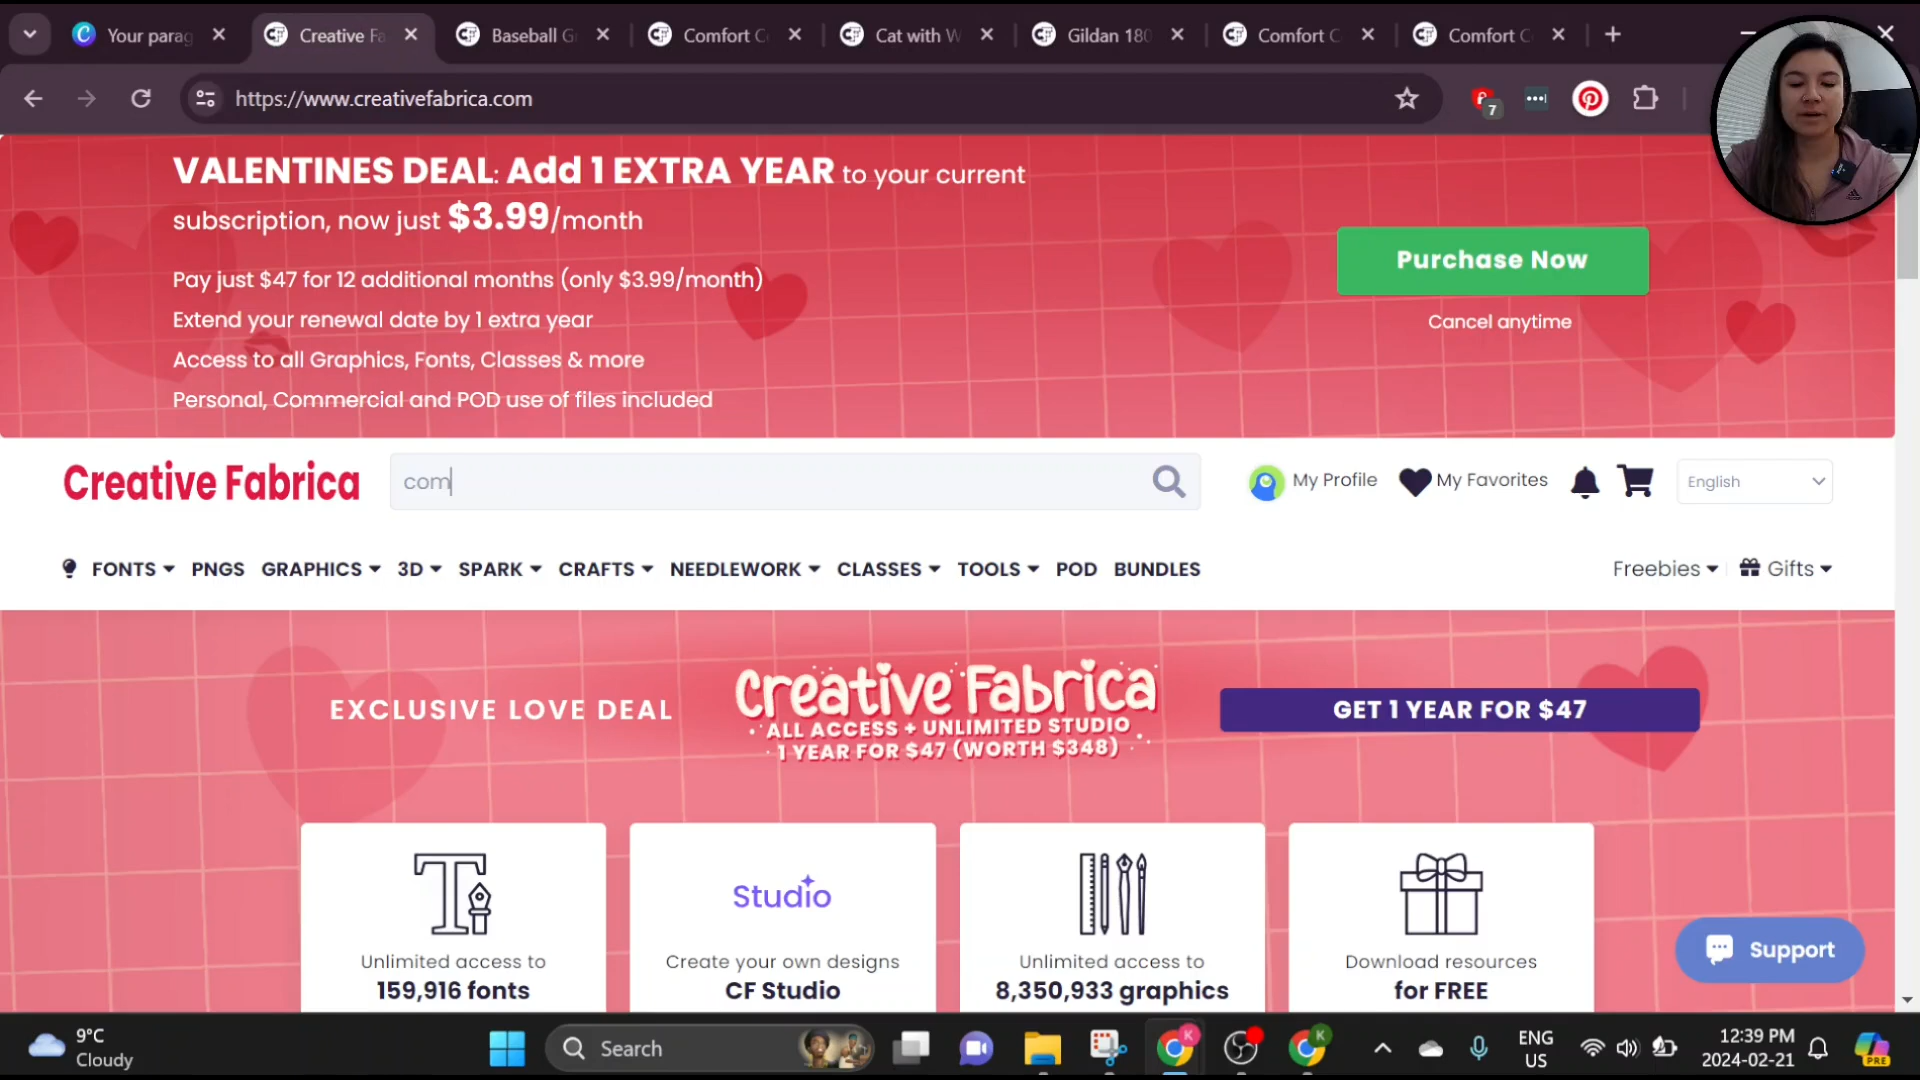 Your parag
Creative Fa
Baseball G
Comfort C
Cat with W
Gildan 180
Comfort C
Comfort C
https://www.creativefabrica.com
7
VALENTINES DEAL: Add 1 EXTRA YEAR to your current
subscription, now just $3.99/month
Pay just $47 for 12 additional months (only $3.99/month)
Extend your renewal date by 1 extra year
Access to all Graphics, Fonts, Classes & more
Personal, Commercial and POD use of files included
Purchase Now
Cancel anytime
Creative Fabrica
com
My Profile
My Favorites
English
FONTS PNGS GRAPHICS 3D SPARK CRAFTS NEEDLEWORK CLASSES TOOLS POD BUNDLES
Freebies
Gifts
EXCLUSIVE LOVE DEAL
Creative Fabrica
ALL ACCESS + UNLIMITED STUDIO
1 YEAR FOR $47 (WORTH $348)
GET 1 YEAR FOR $47
Unlimited access to
159,916 fonts
Studio
Create your own designs
CF Studio
Unlimited access to
8,350,933 graphics
Download resources
for FREE
Support
9°C
Cloudy
Search
K
K
ENG
US
12:39 PM
2024-02-21
PRE